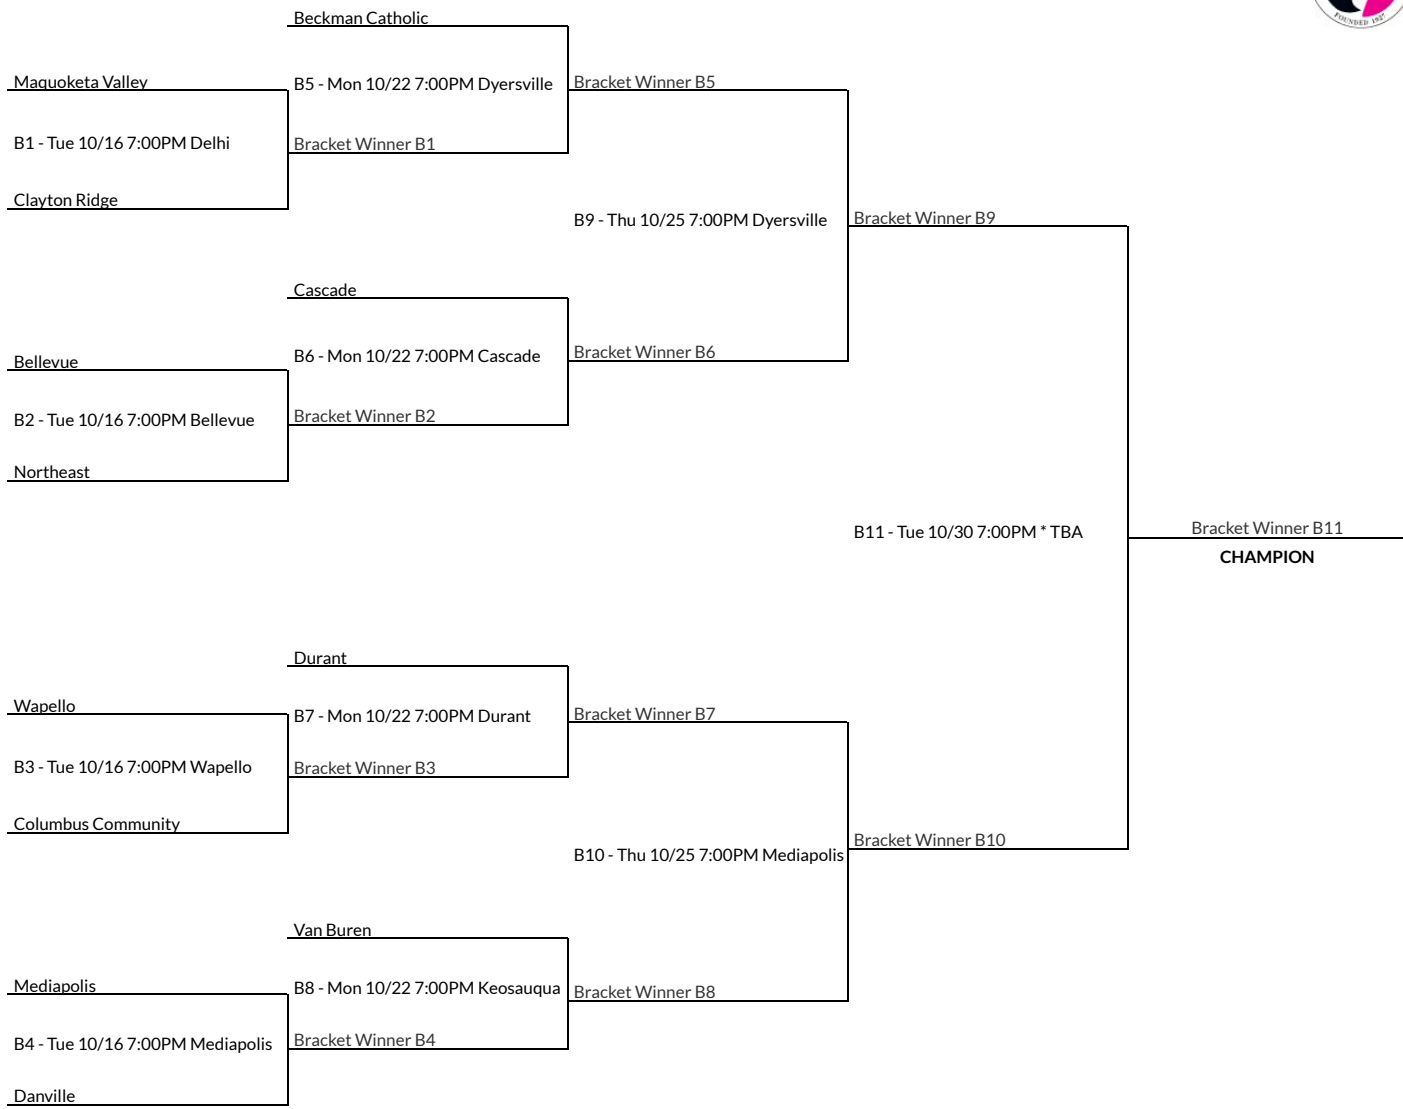 Beckman Catholic
FOUNDED 1927
Maquoketa Valley
B5 - Mon 10/22 7:00PM Dyersville
Bracket Winner B5
B1 - Tue 10/16 7:00PM Delhi
Bracket Winner B1
Clayton Ridge
B9 - Thu 10/25 7:00PM Dyersville
Bracket Winner B9
Cascade
Bellevue
B6 - Mon 10/22 7:00PM Cascade
Bracket Winner B6
B2 - Tue 10/16 7:00PM Bellevue
Bracket Winner B2
Northeast
B11 - Tue 10/30 7:00PM * TBA
Bracket Winner B11
CHAMPION
Durant
Wapello
B7 - Mon 10/22 7:00PM Durant
Bracket Winner B7
B3 - Tue 10/16 7:00PM Wapello
Bracket Winner B3
Columbus Community
B10 - Thu 10/25 7:00PM Mediapolis
Bracket Winner B10
Van Buren
Mediapolis
B8 - Mon 10/22 7:00PM Keosauqua
Bracket Winner B8
B4 - Tue 10/16 7:00PM Mediapolis
Bracket Winner B4
Danville